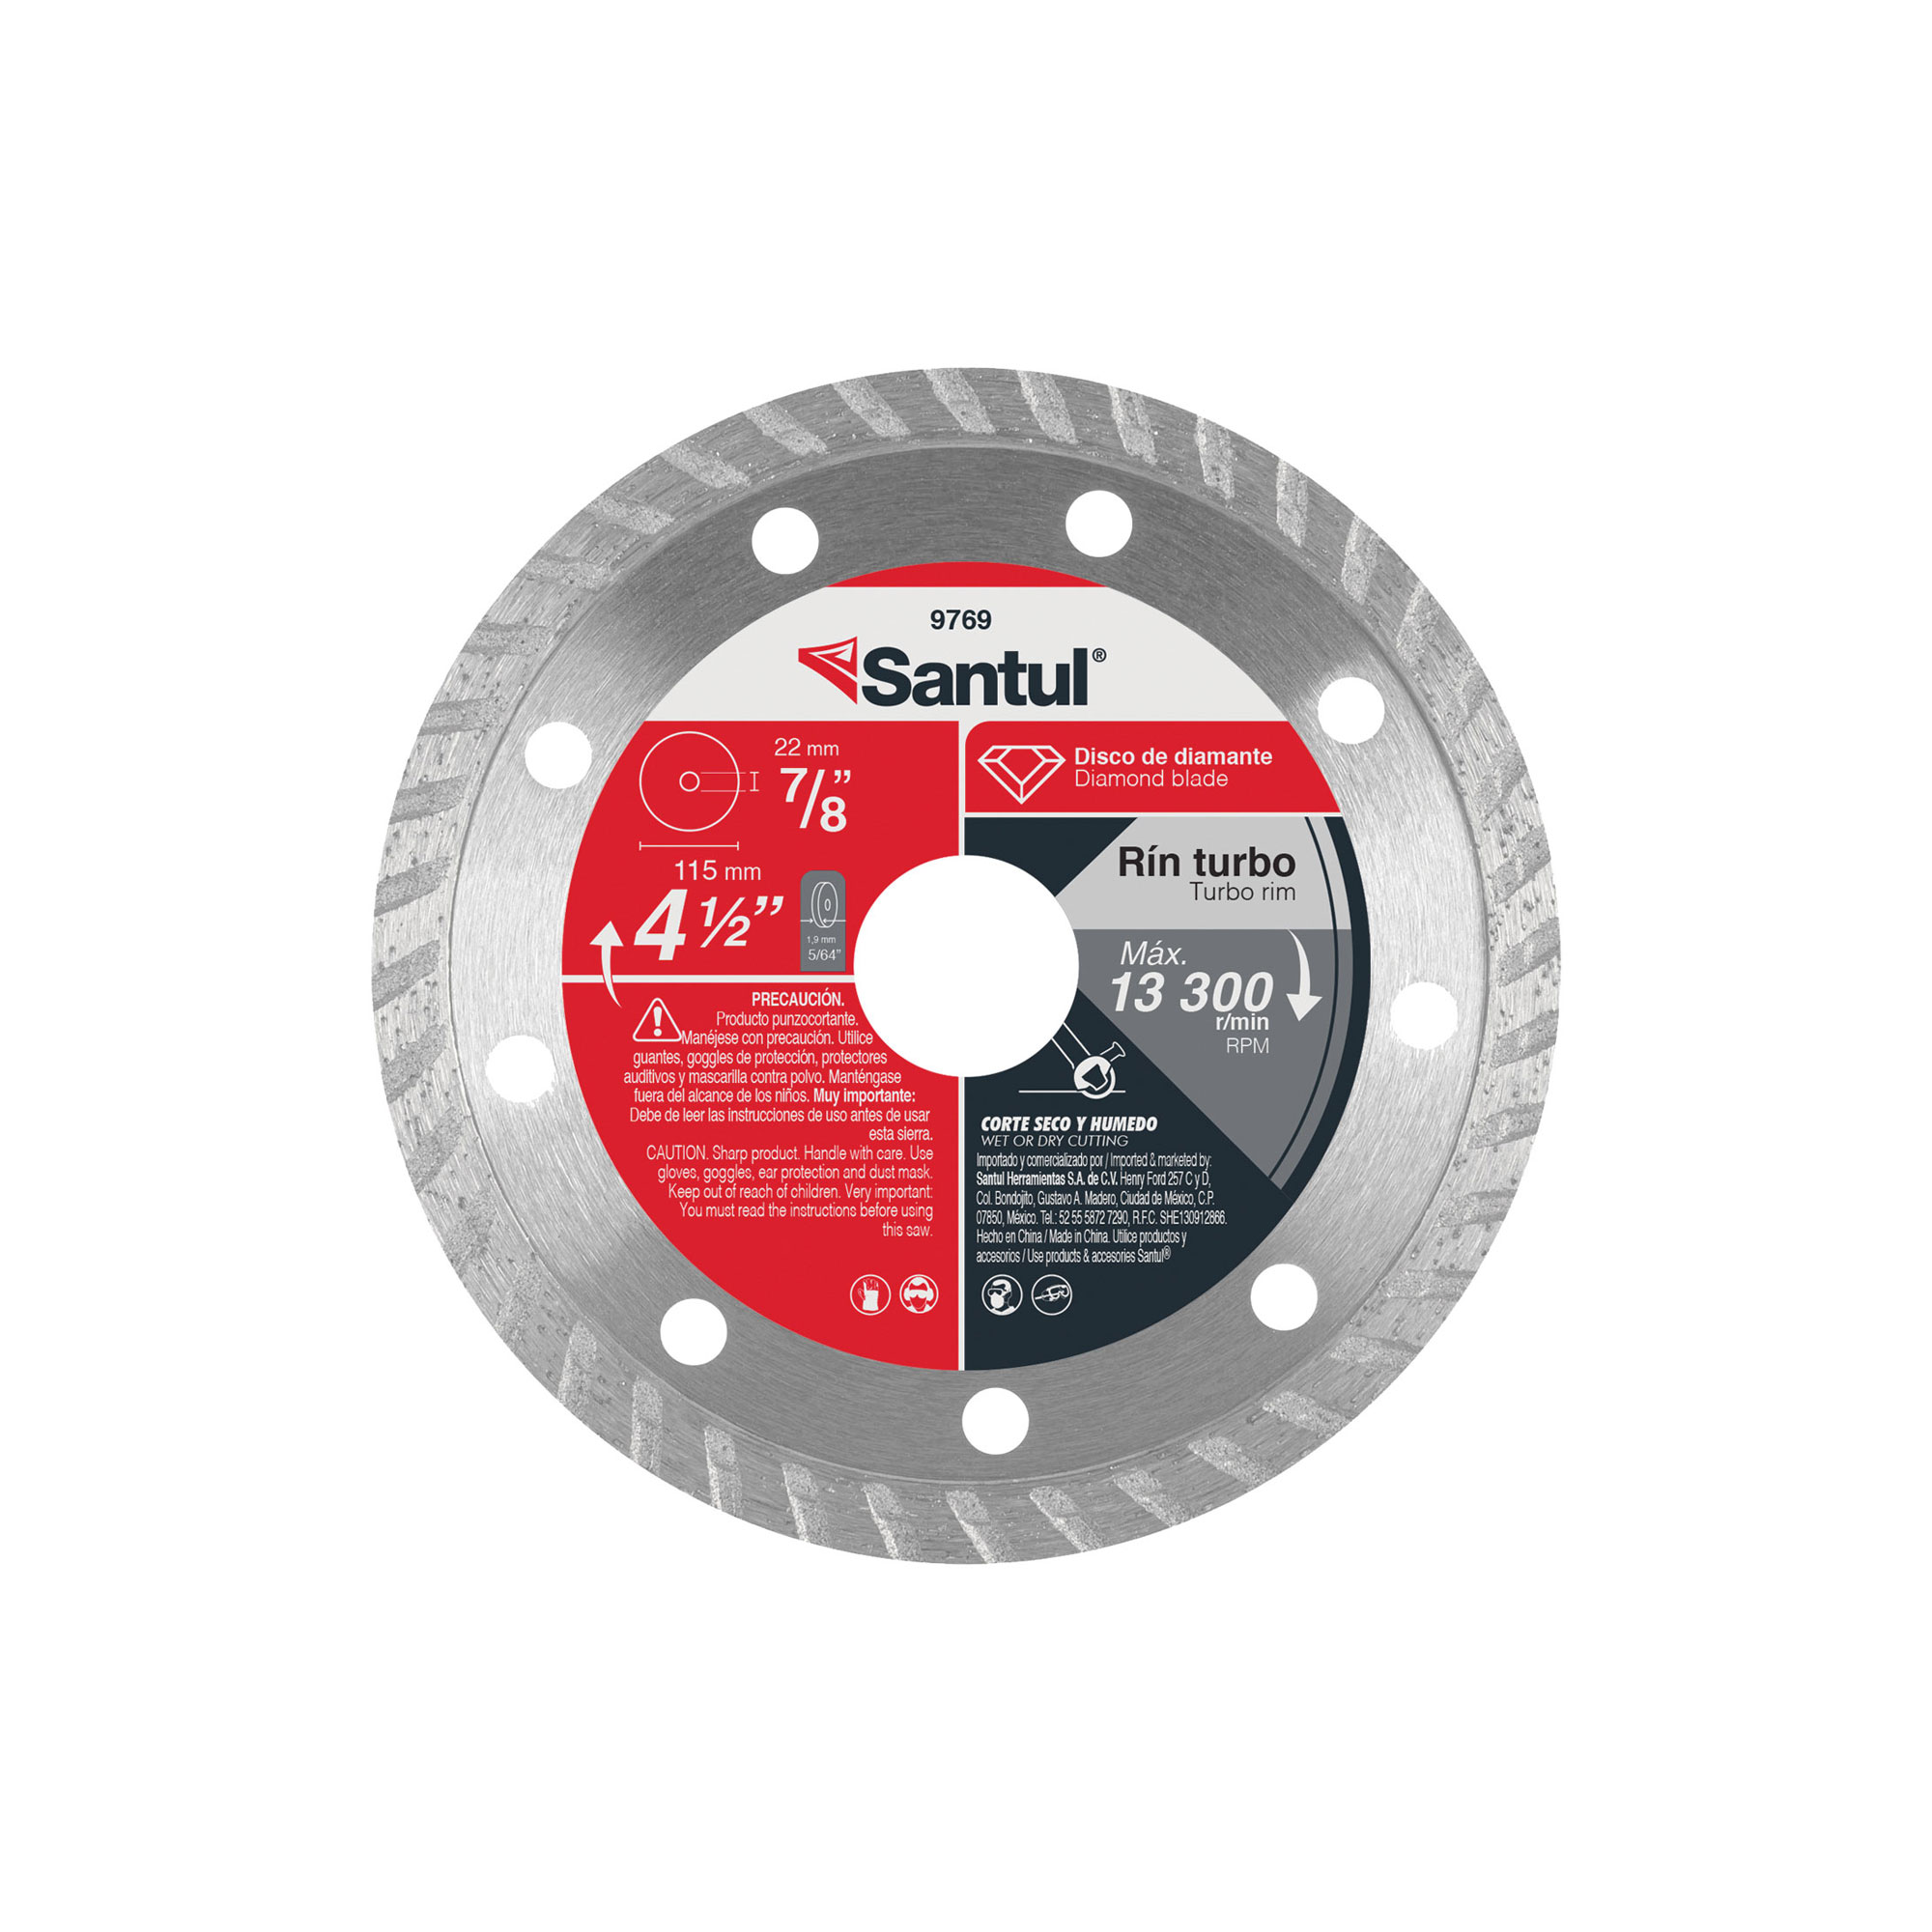 9769
Santul®
22 mm
7/8”
115 mm
4 ½”
1,9 mm
5/64”
Disco de diamante
Diamond blade
Rín turbo
Turbo rim
Máx.
13 300
r/min
RPM
PRECAUCIÓN.
Producto punzocortante.
Manéjese con precaución. Utilice
guantes, goggles de protección, protectores
auditivos y mascarilla contra polvo. Manténgase
fuera del alcance de los niños. Muy importante:
Debe de leer las instrucciones de uso antes de usar
esta sierra.
CAUTION. Sharp product. Handle with care. Use
gloves, goggles, ear protection and dust mask.
Keep out of reach of children. Very important:
You must read the instructions before using
this saw.
CORTE SECO Y HUMEDO
WET OR DRY CUTTING
Importado y comercializado por / Imported & marketed by:
Santul Herramientas S.A. de C.V. Henry Ford 257 C y D,
Col. Bondojito, Gustavo A. Madero, Ciudad de México, C.P.
07850, México. Tel.: 52 55 5872 7290, R.F.C. SHE130912866.
Hecho en China / Made in China. Utilice productos y
accesorios / Use products & accesories Santul®